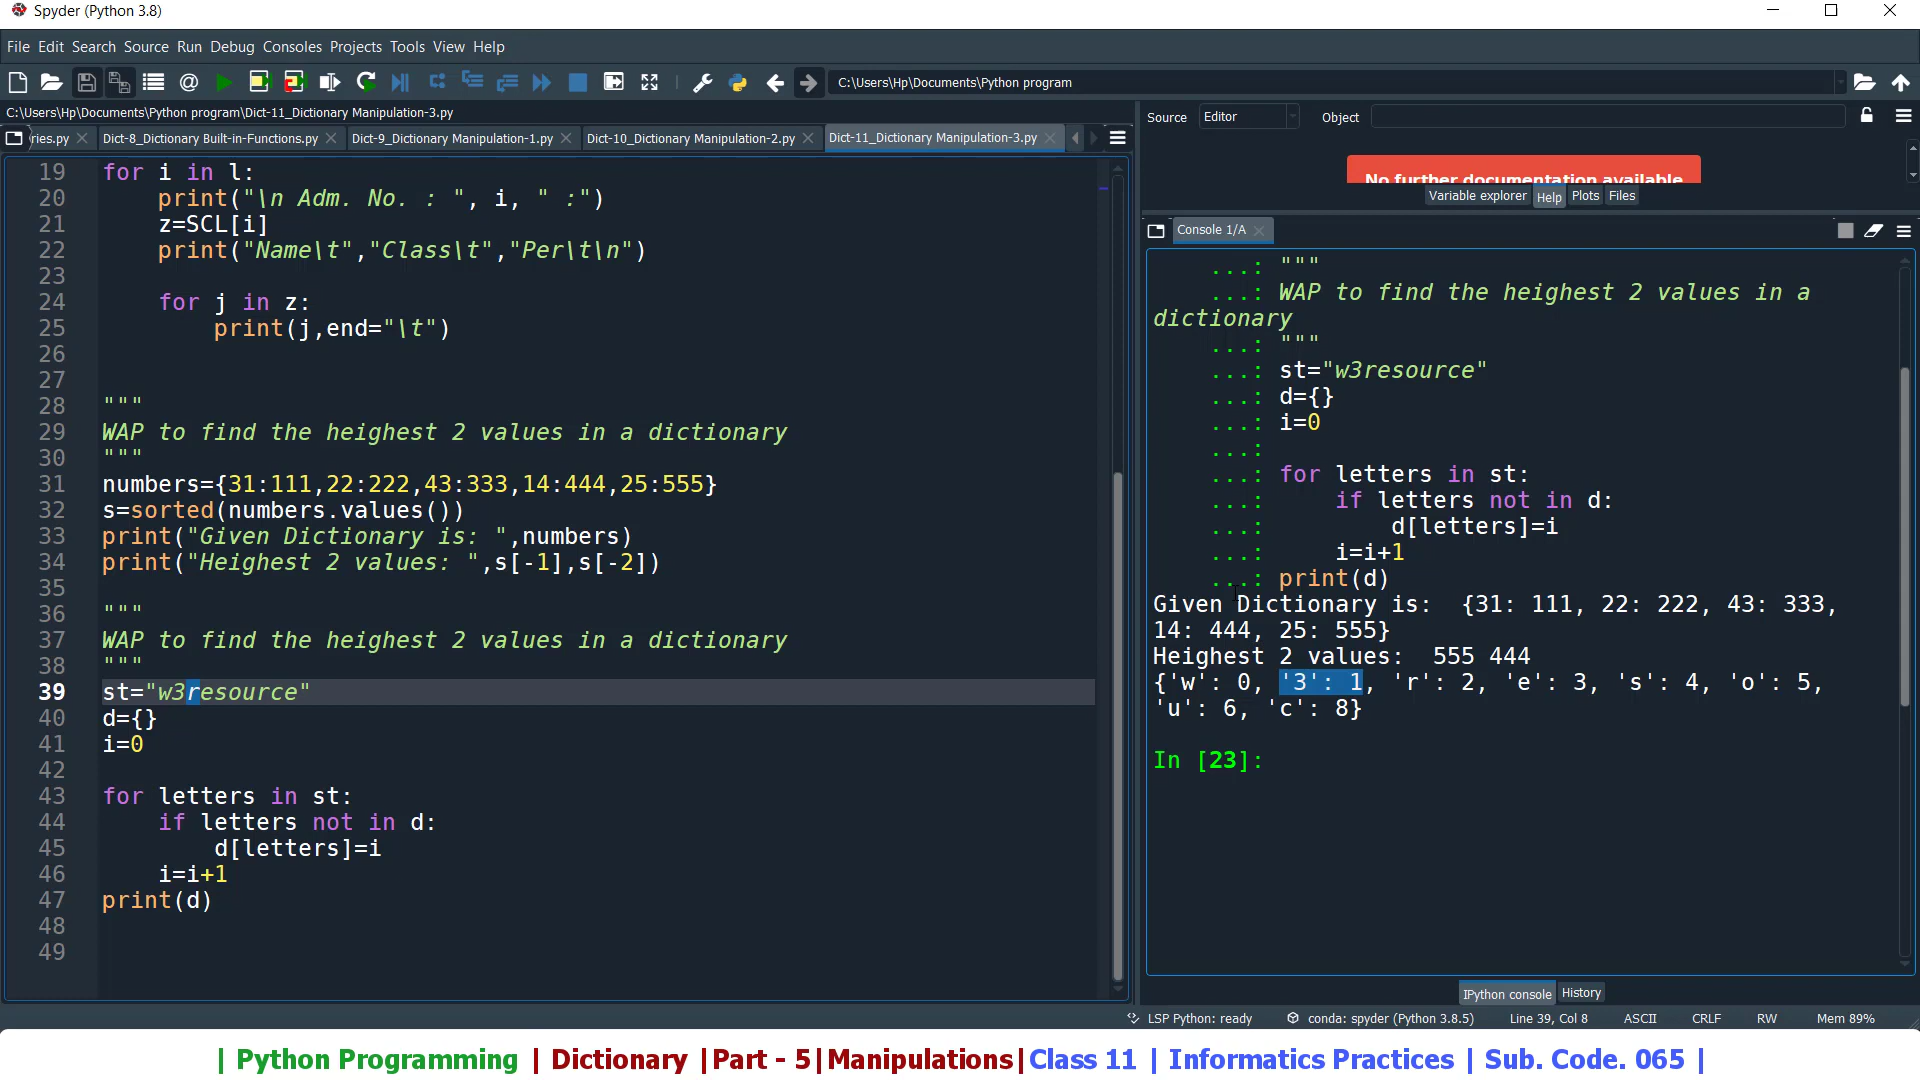 Spyder (Python 3.8)
File Edit Search Source Run Debug Consoles Projects Tools View Help
C:\Users\Hp\Documents\Python program
C:\Users\Hp\Documents\Python program\Dict-11_Dictionary Manipulation-3.py
ries.py Dict-8_Dictionary Built-in-Functions.py Dict-9_Dictionary Manipulation-1.py Dict-10_Dictionary Manipulation-2.py Dict-11_Dictionary Manipulation-3.py
19 for i in l:
20 print("\n Adm. No. : ", i, " :")
21 z=SCL[i]
22 print("Name\t","Class\t","Per\t\n")
23
24 for j in z:
25 print(j,end="\t")
26
27
28 """
29 WAP to find the heighest 2 values in a dictionary
30 """
31 numbers={31:111,22:222,43:333,14:444,25:555}
32 s=sorted(numbers.values())
33 print("Given Dictionary is: ",numbers)
34 print("Heighest 2 values: ",s[-1],s[-2])
35
36 """
37 WAP to find the heighest 2 values in a dictionary
38 """
39 st="w3resource"
40 d={}
41 i=0
42
43 for letters in st:
44 if letters not in d:
45 d[letters]=i
46 i=i+1
47 print(d)
48
49
Source Editor Object
No further documentation available
Variable explorer Help Plots Files
Console 1/A
...: """
...: WAP to find the heighest 2 values in a
dictionary
...: """
...: st="w3resource"
...: d={}
...: i=0
...:
...: for letters in st:
...: if letters not in d:
...: d[letters]=i
...: i=i+1
...: print(d)
Given Dictionary is:  {31: 111, 22: 222, 43: 333,
14: 444, 25: 555}
Heighest 2 values:  555 444
{'w': 0, '3': 1, 'r': 2, 'e': 3, 's': 4, 'o': 5,
'u': 6, 'c': 8}
In [23]:
IPython console History
LSP Python: ready conda: spyder (Python 3.8.5) Line 39, Col 8 ASCII CRLF RW Mem 89%
| Python Programming | Dictionary |Part - 5|Manipulations|Class 11 | Informatics Practices | Sub. Code. 065 |